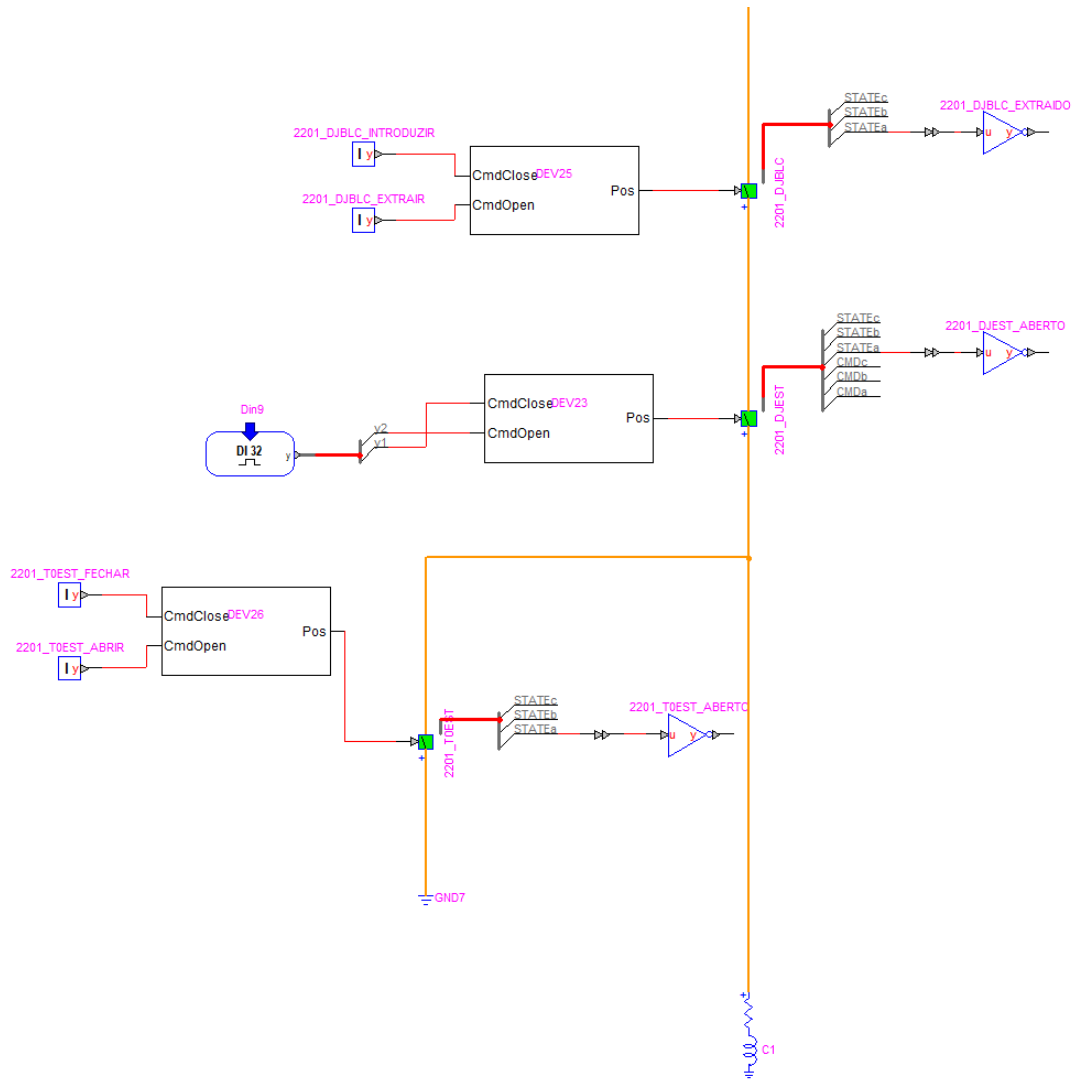 STATEc
STATEb
STATEa
2201_DJBLC_EXTRAIDO
u y
2201_DJBLC_INTRODUZIR
I y
2201_DJBLC_EXTRAIR
I y
CmdClose
DEV25
CmdOpen
Pos
2201_DJBLC
+
STATEc
STATEb
STATEa
CMDc
CMDb
CMDa
2201_DJEST_ABERTO
u y
Din9
DI 32
y
y2
y1
CmdClose
DEV23
CmdOpen
Pos
2201_DJEST
+
2201_T0EST_FECHAR
I y
2201_T0EST_ABRIR
I y
CmdClose
DEV26
CmdOpen
Pos
2201_T0EST
+
STATEc
STATEb
STATEa
2201_T0EST_ABERTO
u y
GND7
+
C1